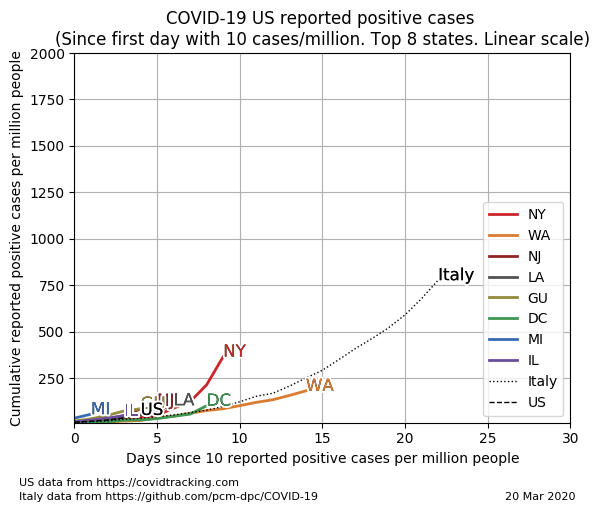 COVID-19 US reported positive cases
(Since first day with 10 cases/million. Top 8 states. Linear scale)
Cumulative reported positive cases per million people
2000
1750
1500
1250
1000
750
500
250
0
5
10
15
20
25
30
Days since 10 reported positive cases per million people
MI
IL
GU
US
NJ
LA
DC
NY
WA
Italy
NY
WA
NJ
LA
GU
DC
MI
IL
Italy
US
US data from https://covidtracking.com
Italy data from https://github.com/pcm-dpc/COVID-19
20 Mar 2020